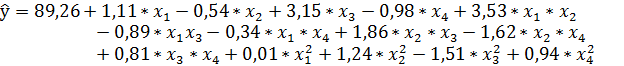 ŷ = 89,26 + 1,11 * x₁ − 0,54 * x₂ + 3,15 * x₃ − 0,98 * x₄ + 3,53 * x₁ * x₂
− 0,89 * x₁x₃ − 0,34 * x₁ * x₄ + 1,86 * x₂ * x₃ − 1,62 * x₂ * x₄
+ 0,81 * x₃ * x₄ + 0,01 * x₁² + 1,24 * x₂² − 1,51 * x₃² + 0,94 * x₄²